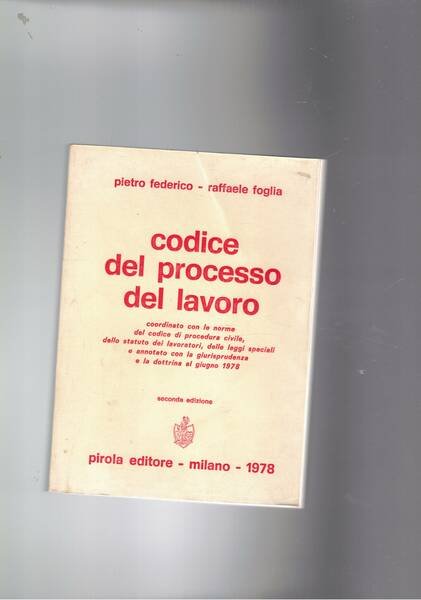 pietro federico - raffaele foglia
codice
del processo
del lavoro
coordinato con le norme
del codice di procedura civile,
dello statuto dei lavoratori, delle leggi speciali
e annotato con la giurisprudenza
e la dottrina al giugno 1978
seconda edizione
pirola editore - milano - 1978